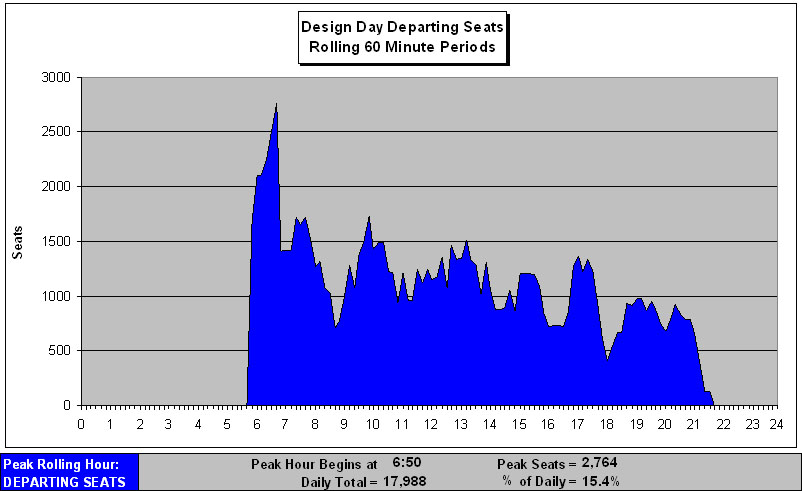 Design Day Departing Seats
Rolling 60 Minute Periods
3000
2500
2000
1500
1000
500
0
Seats
0 1 2 3 4 5 6 7 8 9 10 11 12 13 14 15 16 17 18 19 20 21 22 23 24
Peak Rolling Hour: Peak Hour Begins at 6:50 Peak Seats = 2,764
DEPARTING SEATS Daily Total = 17,988 % of Daily = 15.4%